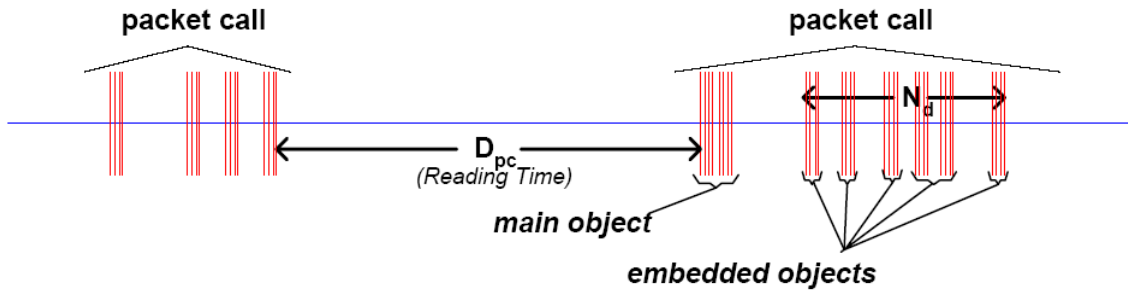 packet call
packet call
N_d
D_pc
(Reading Time)
main object
embedded objects